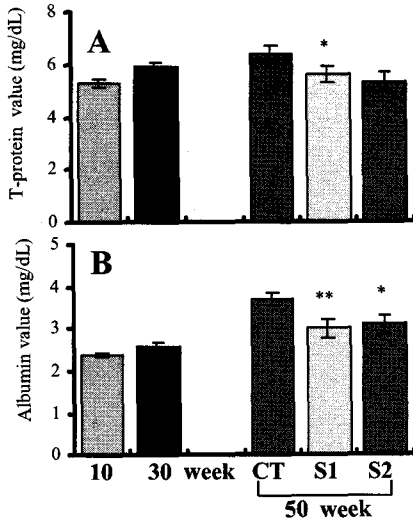 T-protein value (mg/dL)
8
6
4
2
0
A
*
Albumin value (mg/dL)
5
4
3
2
1
0
B
** *
10 30 week CT S1 S2
50 week